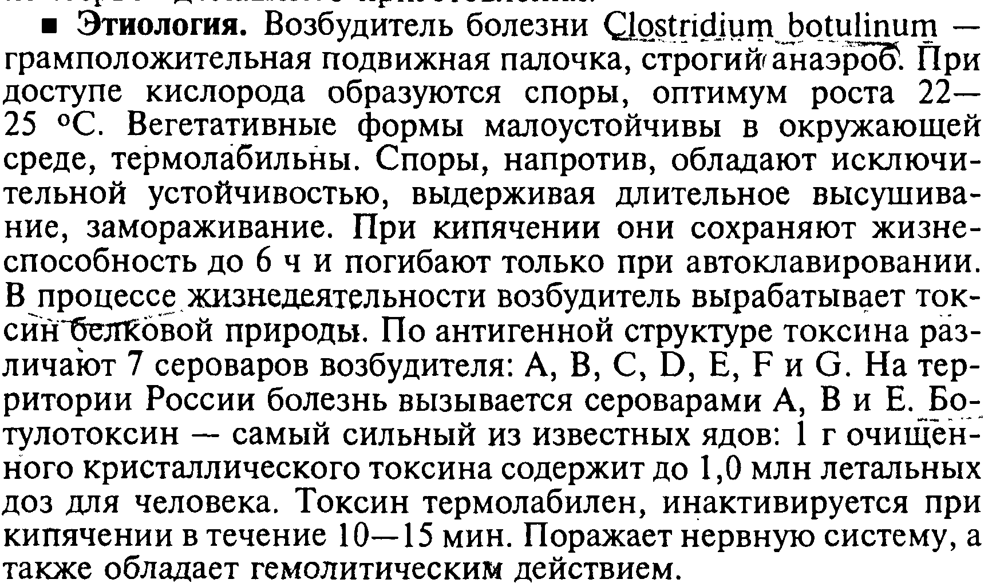 ■ Этиология. Возбудитель болезни Clostridium botulinum —
грамположительная подвижная палочка, строгий анаэроб. При
доступе кислорода образуются споры, оптимум роста 22—
25 °С. Вегетативные формы малоустойчивы в окружающей
среде, термолабильны. Споры, напротив, обладают исключи-
тельной устойчивостью, выдерживая длительное высушива-
ние, замораживание. При кипячении они сохраняют жизне-
способность до 6 ч и погибают только при автоклавировании.
В процессе жизнедеятельности возбудитель вырабатывает ток-
син белковой природы. По антигенной структуре токсина раз-
личают 7 сероваров возбудителя: A, B, C, D, E, F и G. На тер-
ритории России болезнь вызывается сероварами A, B и E. Бо-
тулотоксин — самый сильный из известных ядов: 1 г очищен-
ного кристаллического токсина содержит до 1,0 млн летальных
доз для человека. Токсин термолабилен, инактивируется при
кипячении в течение 10—15 мин. Поражает нервную систему, а
также обладает гемолитическим действием.